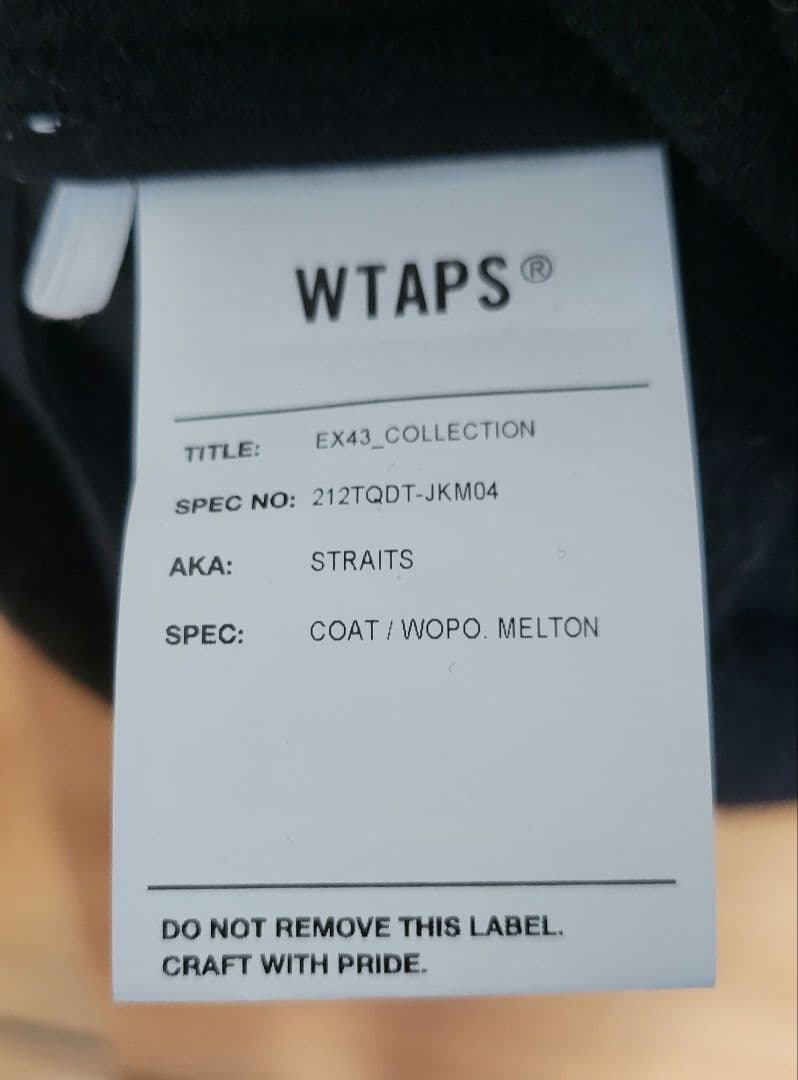 WTAPS®
TITLE: EX43_COLLECTION
SPEC NO: 212TQDT-JKM04
AKA: STRAITS
SPEC: COAT / WOPO. MELTON
DO NOT REMOVE THIS LABEL.
CRAFT WITH PRIDE.